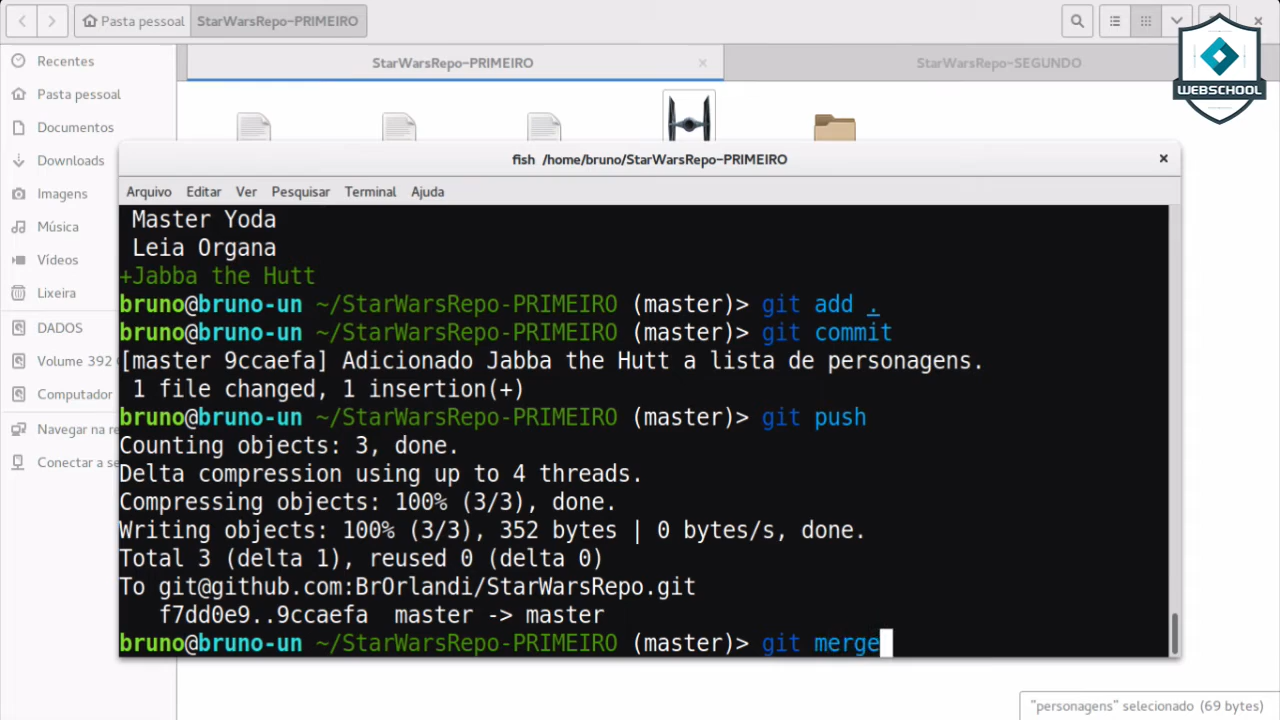 Pasta pessoal
StarWarsRepo-PRIMEIRO
StarWarsRepo-PRIMEIRO
StarWarsRepo-SEGUNDO
WEBSCHOOL
Recentes
Pasta pessoal
Documentos
Downloads
Imagens
Música
Vídeos
Lixeira
DADOS
Volume 392
Computador
Navegar na re
Conectar a se
fish /home/bruno/StarWarsRepo-PRIMEIRO
Arquivo Editar Ver Pesquisar Terminal Ajuda
Master Yoda
Leia Organa
+Jabba the Hutt
bruno@bruno-un ~/StarWarsRepo-PRIMEIRO (master)> git add .
bruno@bruno-un ~/StarWarsRepo-PRIMEIRO (master)> git commit
[master 9ccaefa] Adicionado Jabba the Hutt a lista de personagens.
1 file changed, 1 insertion(+)
bruno@bruno-un ~/StarWarsRepo-PRIMEIRO (master)> git push
Counting objects: 3, done.
Delta compression using up to 4 threads.
Compressing objects: 100% (3/3), done.
Writing objects: 100% (3/3), 352 bytes | 0 bytes/s, done.
Total 3 (delta 1), reused 0 (delta 0)
To git@github.com:BrOrlandi/StarWarsRepo.git
f7dd0e9..9ccaefa master -> master
bruno@bruno-un ~/StarWarsRepo-PRIMEIRO (master)> git merge
"personagens" selecionado (69 bytes)